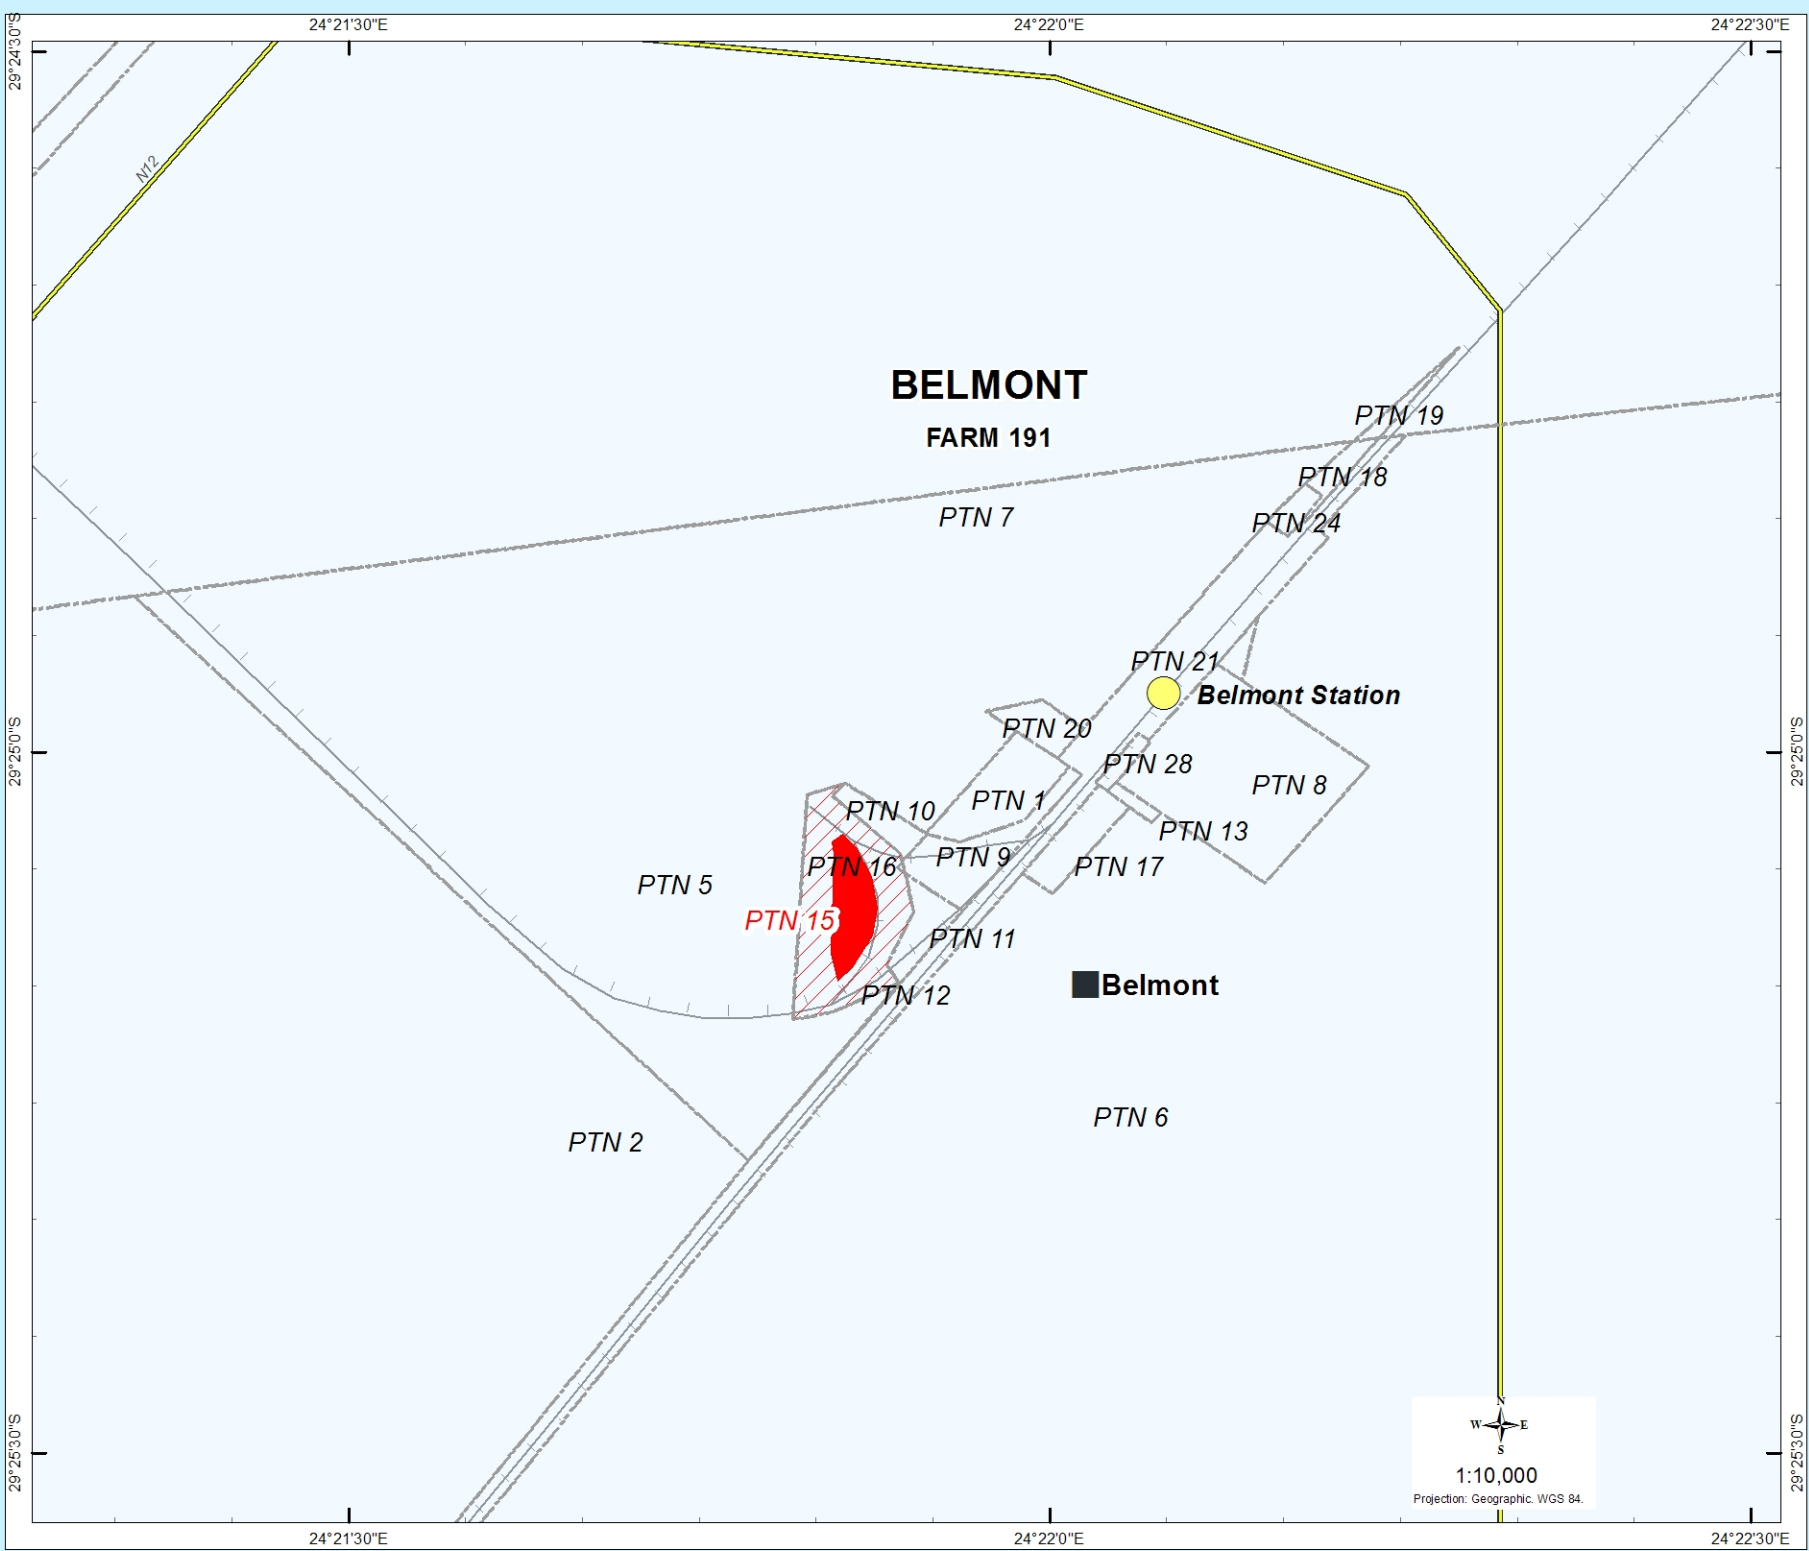 24°21'30"E 24°22'0"E 24°22'30"E
29°24'30"S
N12
BELMONT
FARM 191
PTN 19
PTN 18
PTN 7
PTN 24
PTN 21
Belmont Station
PTN 20
29°25'0"S
29°25'0"S
PTN 28
PTN 8
PTN 1
PTN 10
PTN 13
PTN 9
PTN 16
PTN 17
PTN 5
PTN 15
PTN 11
Belmont
PTN 12
PTN 6
PTN 2
N
W E
S
29°25'30"S
29°25'30"S
1:10,000
Projection: Geographic. WGS 84.
24°21'30"E 24°22'0"E 24°22'30"E